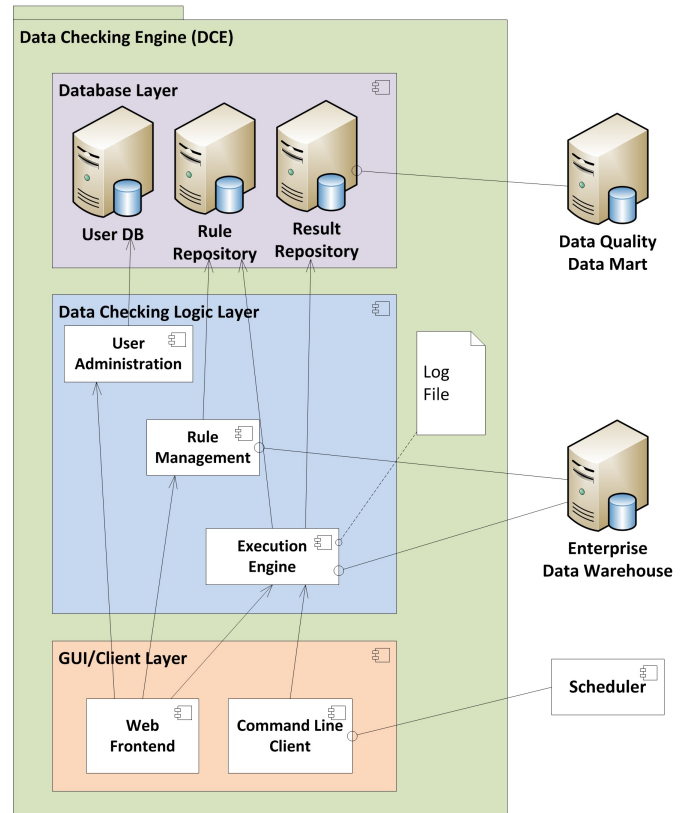 Data Checking Engine (DCE)
Database Layer
User DB
Rule
Repository
Result
Repository
Data Quality
Data Mart
Data Checking Logic Layer
User
Administration
Log
File
Rule
Management
Execution
Engine
Enterprise
Data Warehouse
GUI/Client Layer
Web
Frontend
Command Line
Client
Scheduler